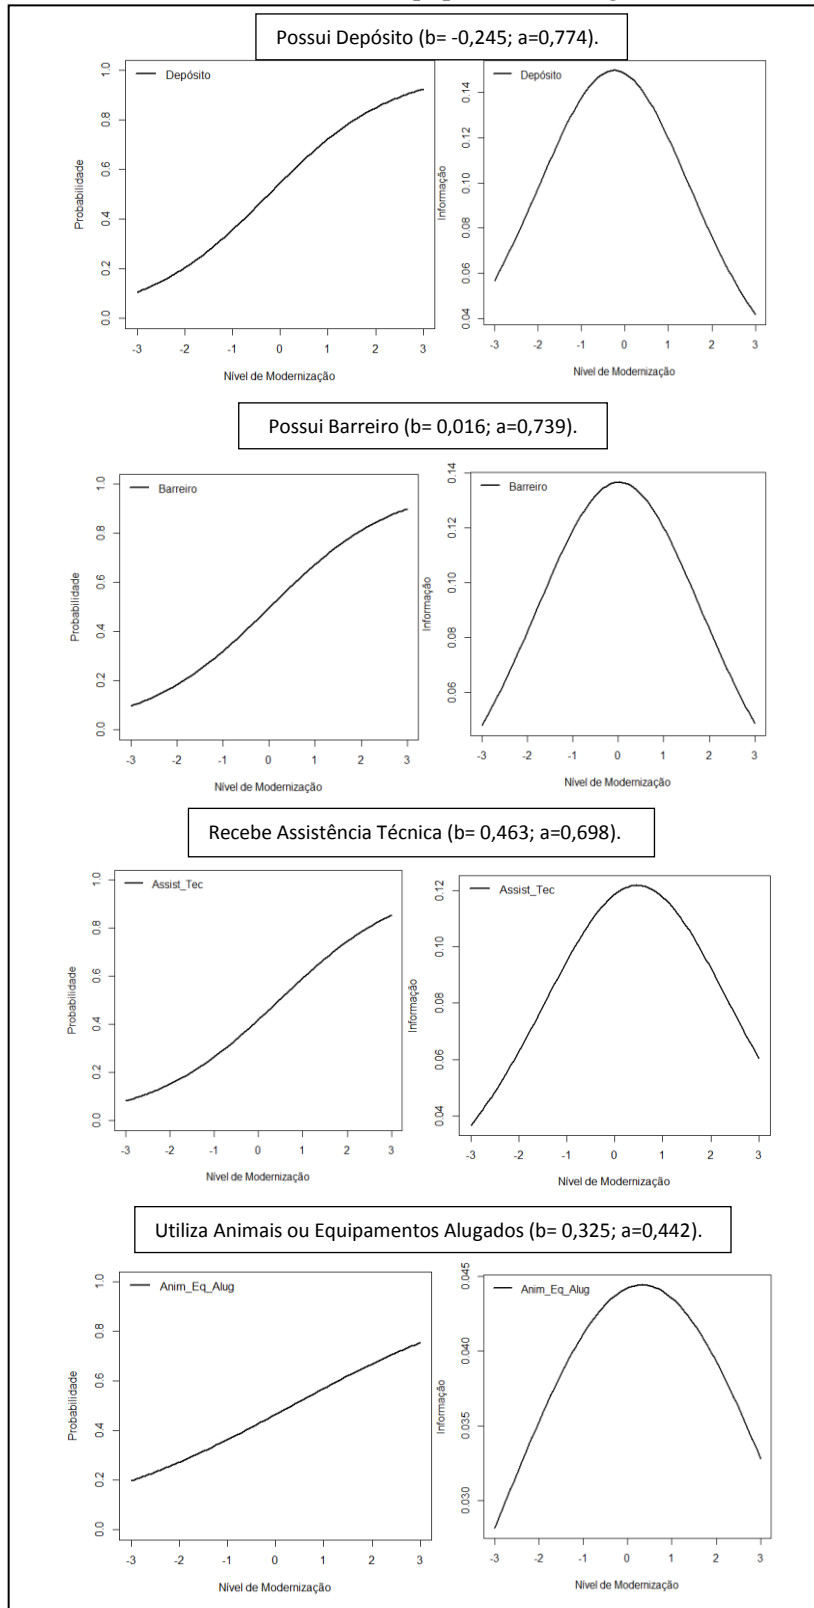 Possui Depósito (b= -0,245; a=0,774).
Depósito
Probabilidade
0.0 0.2 0.4 0.6 0.8 1.0
-3 -2 -1 0 1 2 3
Nível de Modernização
Depósito
Informação
0.04 0.06 0.08 0.10 0.12 0.14
-3 -2 -1 0 1 2 3
Nível de Modernização
Possui Barreiro (b= 0,016; a=0,739).
Barreiro
Probabilidade
0.0 0.2 0.4 0.6 0.8 1.0
-3 -2 -1 0 1 2 3
Nível de Modernização
Barreiro
Informação
0.06 0.08 0.10 0.12 0.14
-3 -2 -1 0 1 2 3
Nível de Modernização
Recebe Assistência Técnica (b= 0,463; a=0,698).
Assist_Tec
Probabilidade
0.0 0.2 0.4 0.6 0.8 1.0
-3 -2 -1 0 1 2 3
Nível de Modernização
Assist_Tec
Informação
0.04 0.06 0.08 0.10 0.12
-3 -2 -1 0 1 2 3
Nível de Modernização
Utiliza Animais ou Equipamentos Alugados (b= 0,325; a=0,442).
Anim_Eq_Alug
Probabilidade
0.0 0.2 0.4 0.6 0.8 1.0
-3 -2 -1 0 1 2 3
Nível de Modernização
Anim_Eq_Alug
Informação
0.030 0.035 0.040 0.045
-3 -2 -1 0 1 2 3
Nível de Modernização